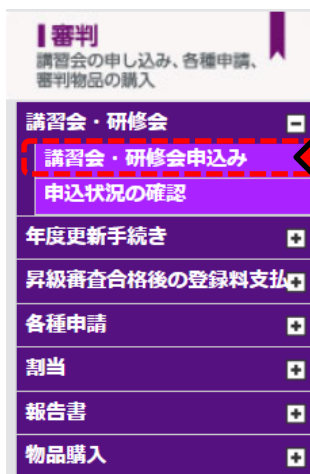 審判
講習会の申し込み、各種申請、
審判物品の購入
講習会・研修会
講習会・研修会申込み
申込状況の確認
年度更新手続き
昇級審査合格後の登録料支払
各種申請
割当
報告書
物品購入